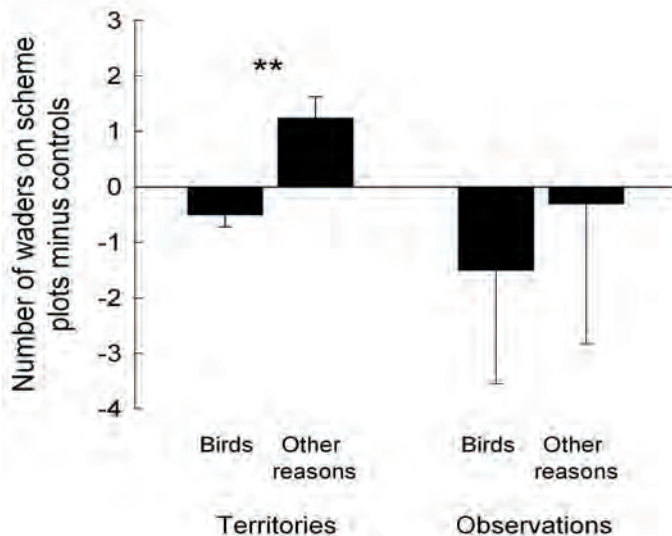 Number of waders on scheme
plots minus controls
3
2
1
0
-1
-2
-3
-4
**
Birds
Other
reasons
Birds
Other
reasons
Territories
Observations